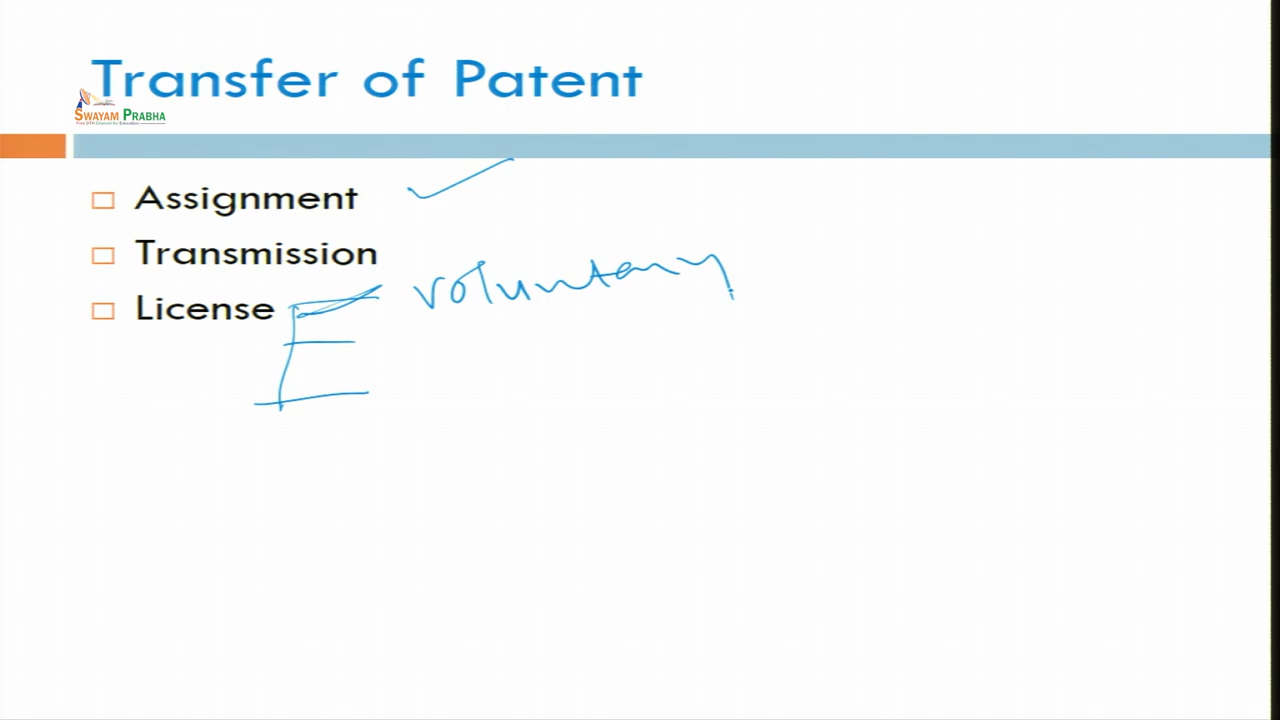 Transfer of Patent
SWAYAM PRABHA
Assignment
Transmission
voluntary
License